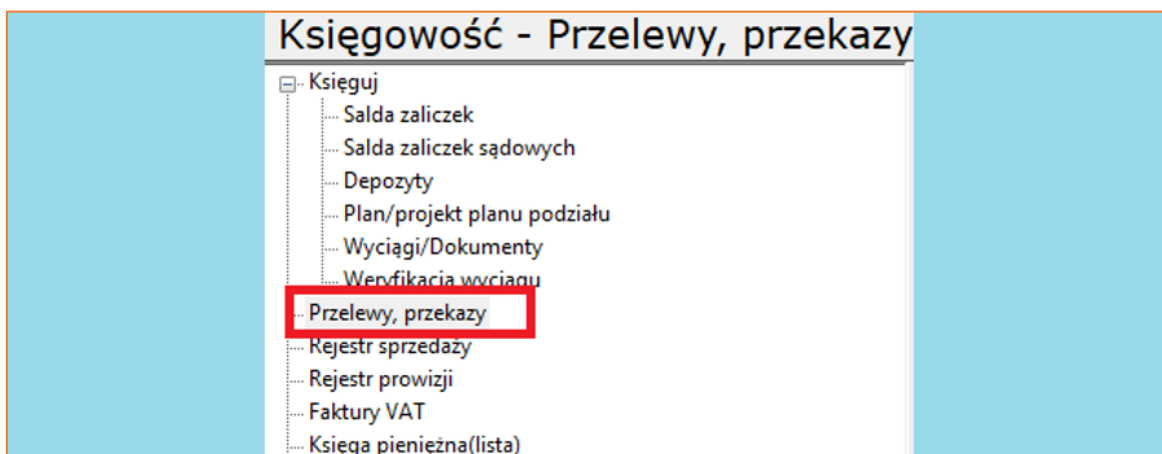 Księgowość - Przelewy, przekazy
Księguj
Salda zaliczek
Salda zaliczek sądowych
Depozyty
Plan/projekt planu podziału
Wyciągi/Dokumenty
Weryfikacja wyciągu
Przelewy, przekazy
Rejestr sprzedaży
Rejestr prowizji
Faktury VAT
Księga pieniężna(lista)